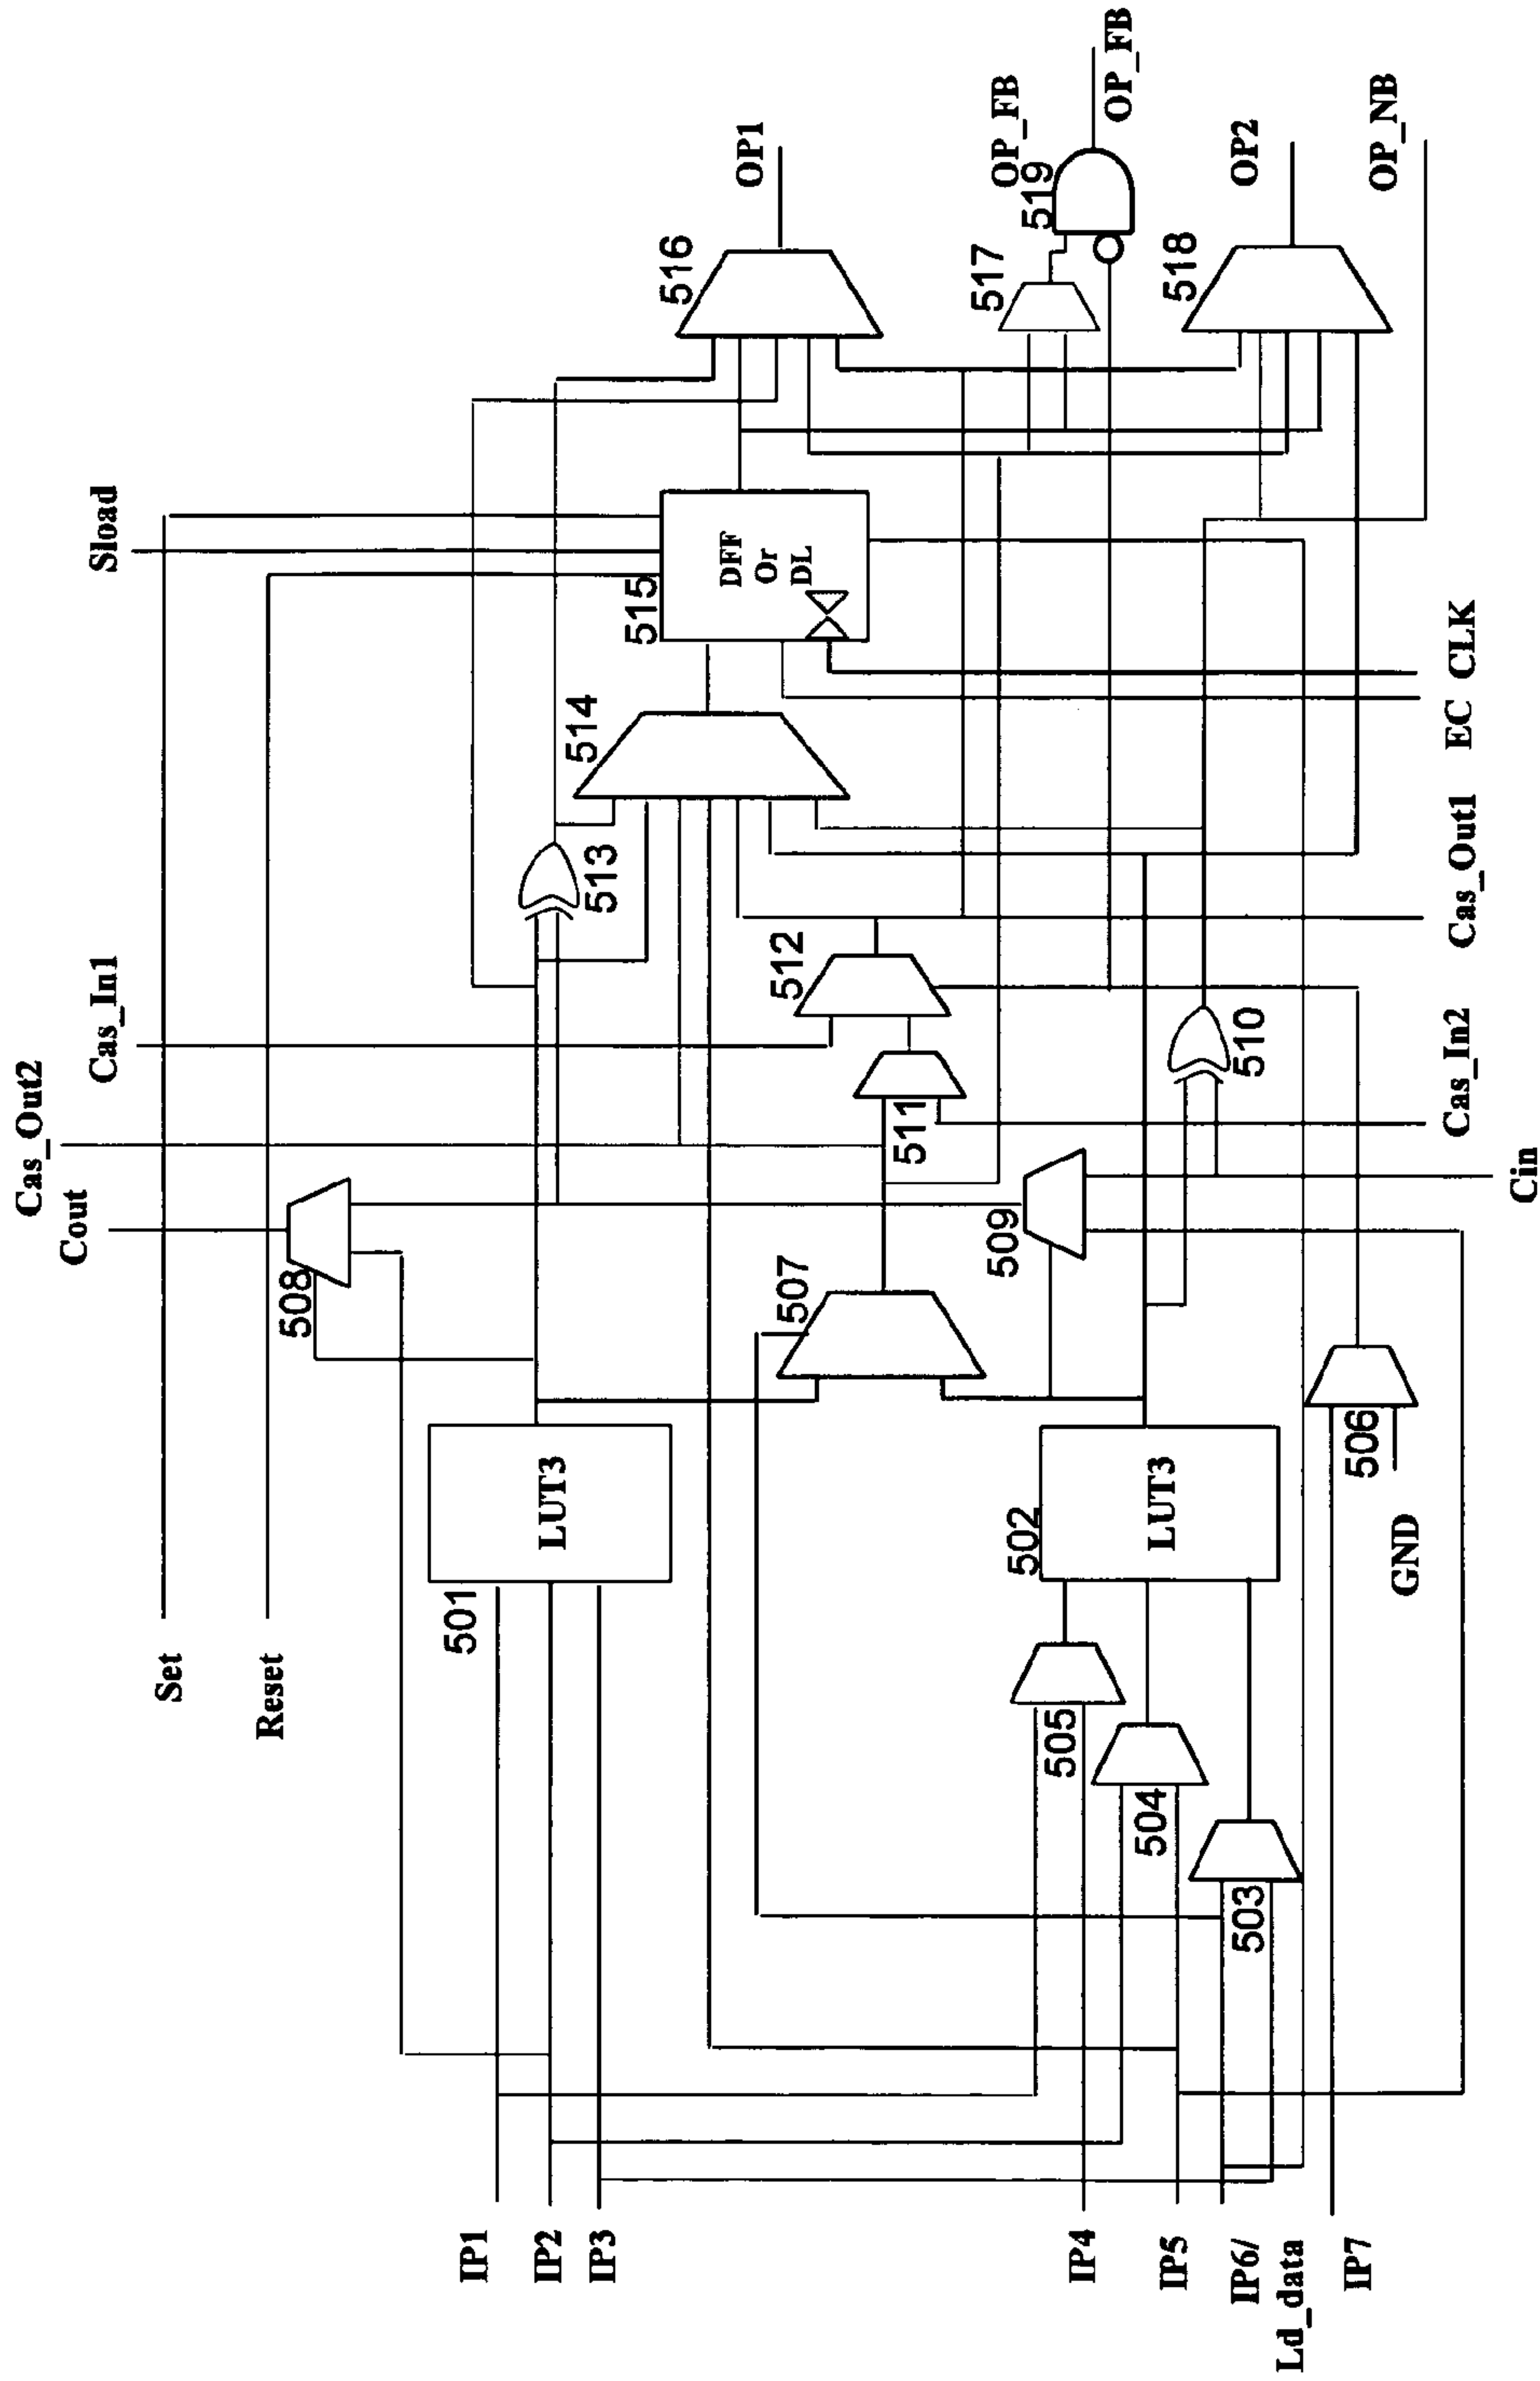 Cas_Out2
Cout
Cas_In1
Sload
Set
Reset
508
501
LUT3
513
514
515
DFF
Or
DL
516
OP1
507
512
511
509
517
OP_FB
519
OP_FB
502
LUT3
505
504
503
506
GND
510
518
OP2
OP_NB
IP1
IP2
IP3
IP4
IP5
IP6/
Ld_data
IP7
Cin
Cas_In2
Cas_Out1
EC
CLK